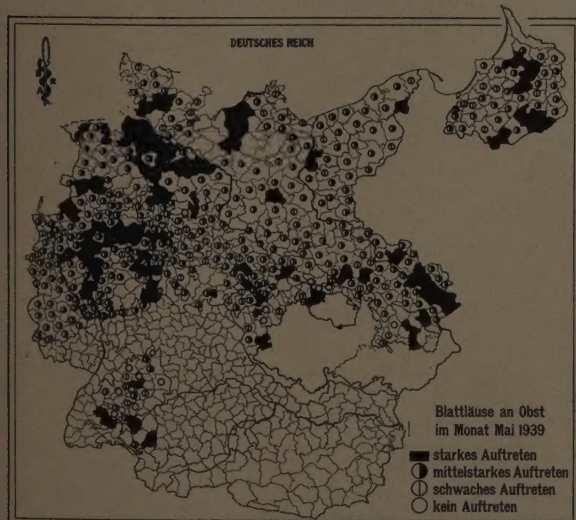 DEUTSCHES REICH
Blattläuse an Obst
im Monat Mai 1939
starkes Auftreten
mittelstarkes Auftreten
schwaches Auftreten
kein Auftreten